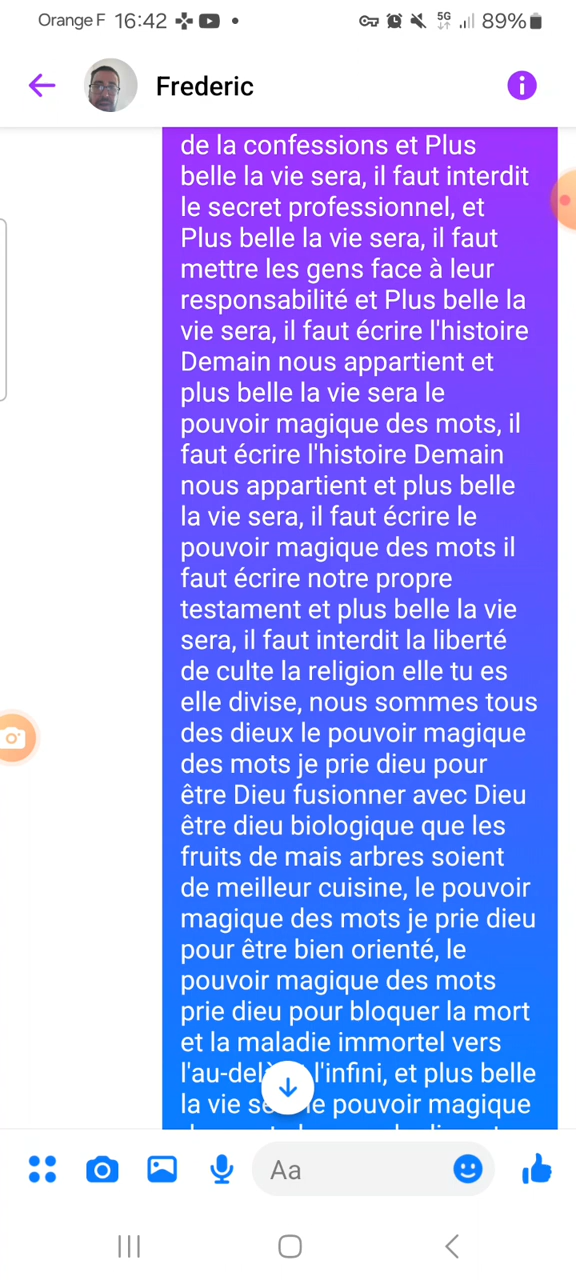 Orange F 16:42
5G 89%
Frederic
de la confessions et Plus
belle la vie sera, il faut interdit
le secret professionnel, et
Plus belle la vie sera, il faut
mettre les gens face à leur
responsabilité et Plus belle la
vie sera, il faut écrire l'histoire
Demain nous appartient et
plus belle la vie sera le
pouvoir magique des mots, il
faut écrire l'histoire Demain
nous appartient et plus belle
la vie sera, il faut écrire le
pouvoir magique des mots il
faut écrire notre propre
testament et plus belle la vie
sera, il faut interdit la liberté
de culte la religion elle tu es
elle divise, nous sommes tous
des dieux le pouvoir magique
des mots je prie dieu pour
être Dieu fusionner avec Dieu
être dieu biologique que les
fruits de mais arbres soient
de meilleur cuisine, le pouvoir
magique des mots je prie dieu
pour être bien orienté, le
pouvoir magique des mots
prie dieu pour bloquer la mort
et la maladie immortel vers
l'infini, et plus belle
la vie pouvoir magique
Aa